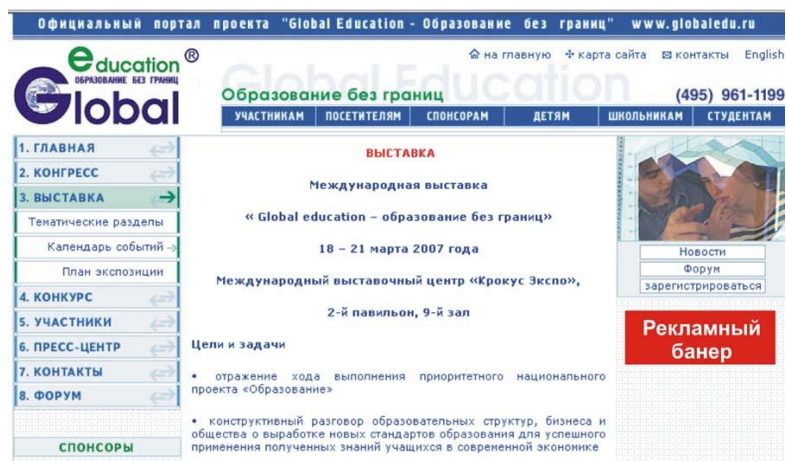 Официальный портал проекта "Global Education - Образование без границ" www.globaledu.ru
education ®
ОБРАЗОВАНИЕ БЕЗ ГРАНИЦ
Global
на главную карта сайта контакты English
Global Education
Образование без границ (495) 961-1199
УЧАСТНИКАМ ПОСЕТИТЕЛЯМ СПОНСОРАМ ДЕТЯМ ШКОЛЬНИКАМ СТУДЕНТАМ
1. ГЛАВНАЯ
2. КОНГРЕСС
3. ВЫСТАВКА
Тематические разделы
Календарь событий
План экспозиции
4. КОНКУРС
5. УЧАСТНИКИ
6. ПРЕСС-ЦЕНТР
7. КОНТАКТЫ
8. ФОРУМ
СПОНСОРЫ
ВЫСТАВКА
Международная выставка
« Global education – образование без границ»
18 – 21 марта 2007 года
Международный выставочный центр «Крокус Экспо»,
2-й павильон, 9-й зал
Цели и задачи
• отражение хода выполнения приоритетного национального
проекта «Образование»
• конструктивный разговор образовательных структур, бизнеса и
общества о выработке новых стандартов образования для успешного
применения полученных знаний учащихся в современной экономике
Новости
Форум
зарегистрироваться
Рекламный
банер